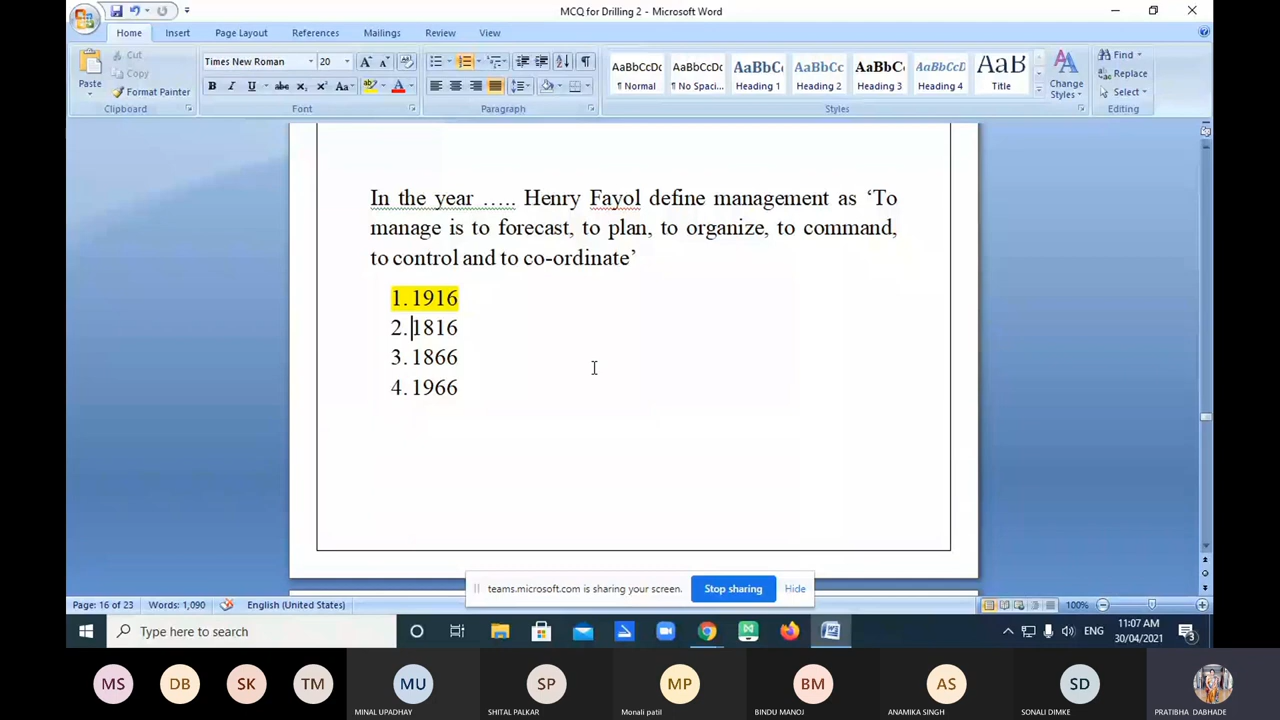 MCQ for Drilling 2 - Microsoft Word
Home Insert Page Layout References Mailings Review View
Paste
Cut
Copy
Format Painter
Clipboard
Times New Roman 20
Font
Paragraph
AaBbCcDc AaBbCcDc AaBbC AaBbCc AaBbCc AaBbCcD AaB
¶ Normal ¶ No Spaci... Heading 1 Heading 2 Heading 3 Heading 4 Title
Styles
Change Styles
Find
Replace
Select
Editing
In the year ….. Henry Fayol define management as ‘To
manage is to forecast, to plan, to organize, to command,
to control and to co-ordinate’
1. 1916
2. 1816
3. 1866
4. 1966
teams.microsoft.com is sharing your screen. Stop sharing Hide
Page: 16 of 23 Words: 1,090 English (United States) 100%
Type here to search
ENG
11:07 AM
30/04/2021
3
MS DB SK TM MU SP MP BM AS SD
MINAL UPADHAY SHITAL PALKAR Monali patil BINDU MANOJ ANAMIKA SINGH SONALI DIMKE PRATIBHA DABHADE